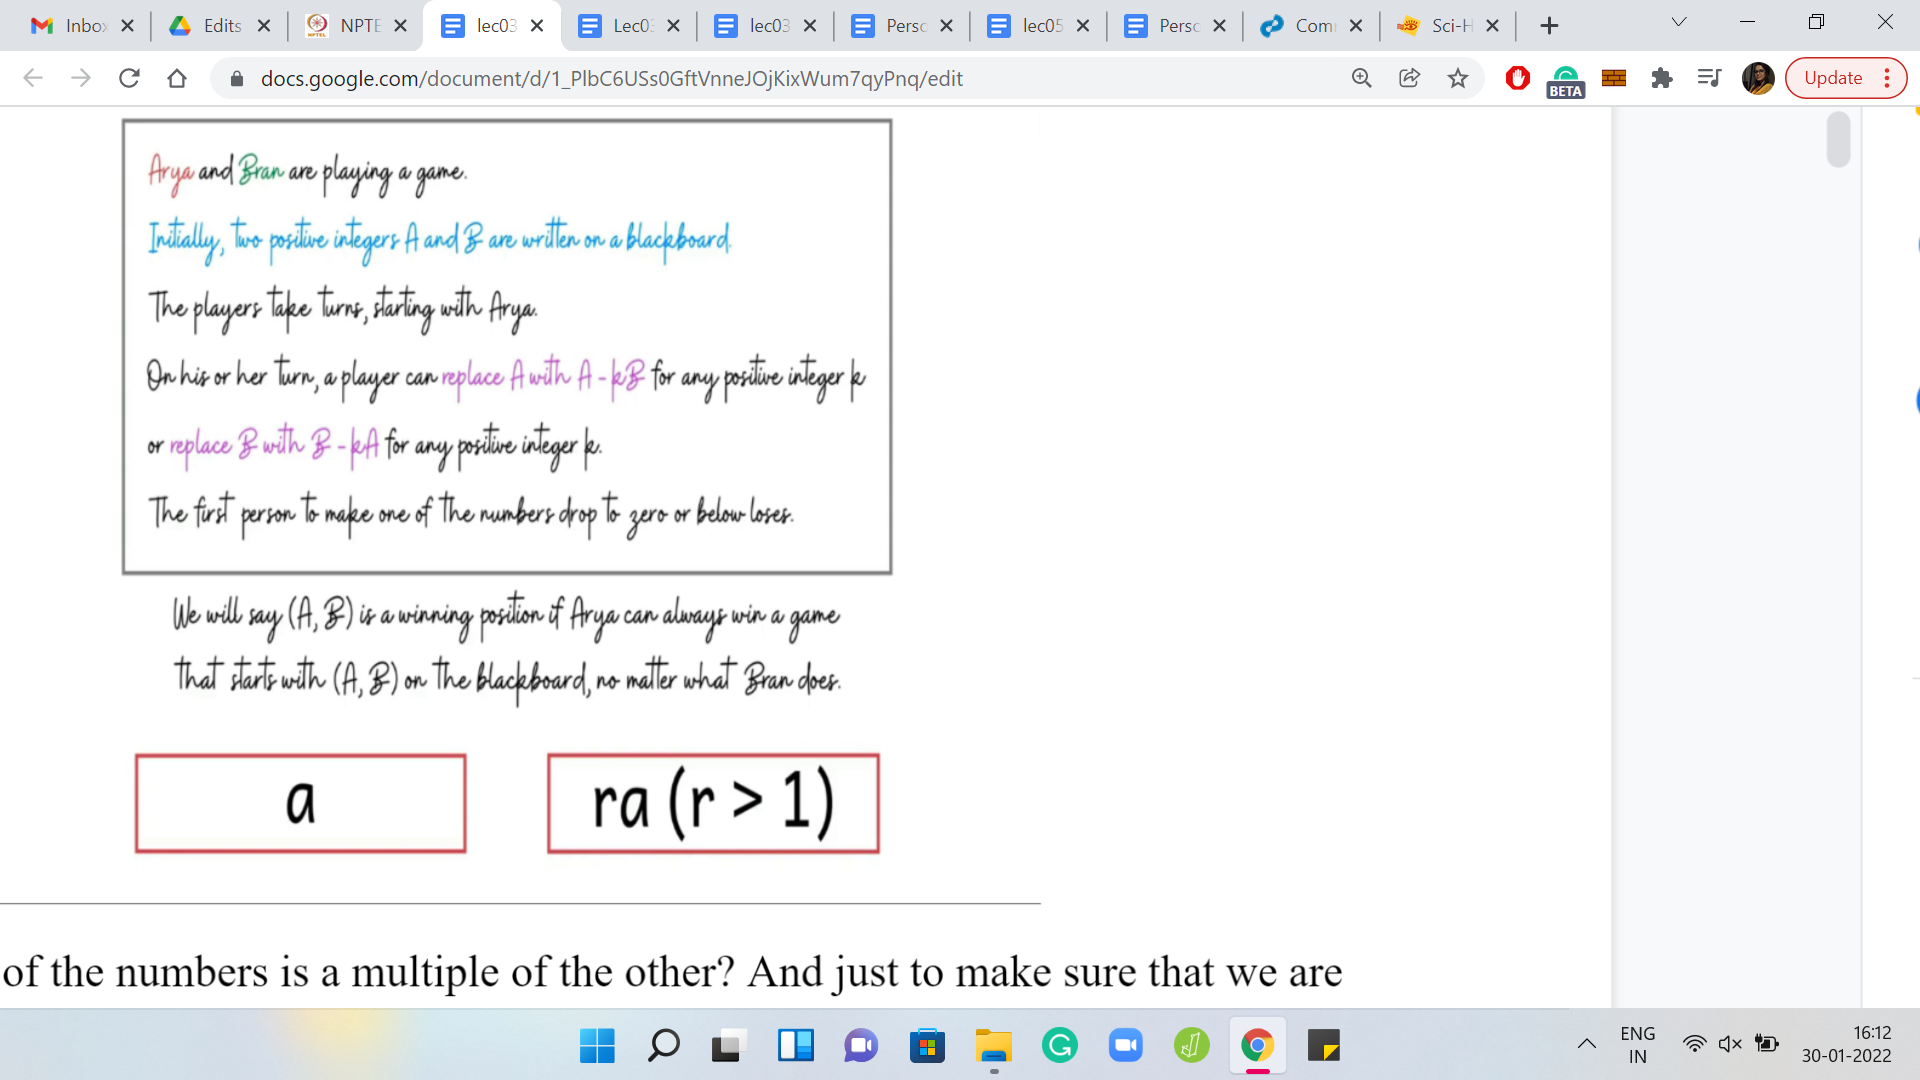 Inbox
Edits
NPTE
lec03
Lec03
lec03
Perso
lec05
Perso
Com
Sci-H
docs.google.com/document/d/1_PlbC6USs0GftVnneJOjKixWum7qyPnq/edit
BETA
Update
Arya and Bran are playing a game.
Initially, two positive integers A and B are written on a blackboard.
The players take turns, starting with Arya.
On his or her turn, a player can replace A with A - kB for any positive integer k
or replace B with B - kA for any positive integer k.
The first person to make one of the numbers drop to zero or below loses.
We will say (A, B) is a winning position if Arya can always win a game
that starts with (A, B) on the blackboard, no matter what Bran does.
a
ra (r > 1)
of the numbers is a multiple of the other? And just to make sure that we are
ENG
IN
16:12
30-01-2022